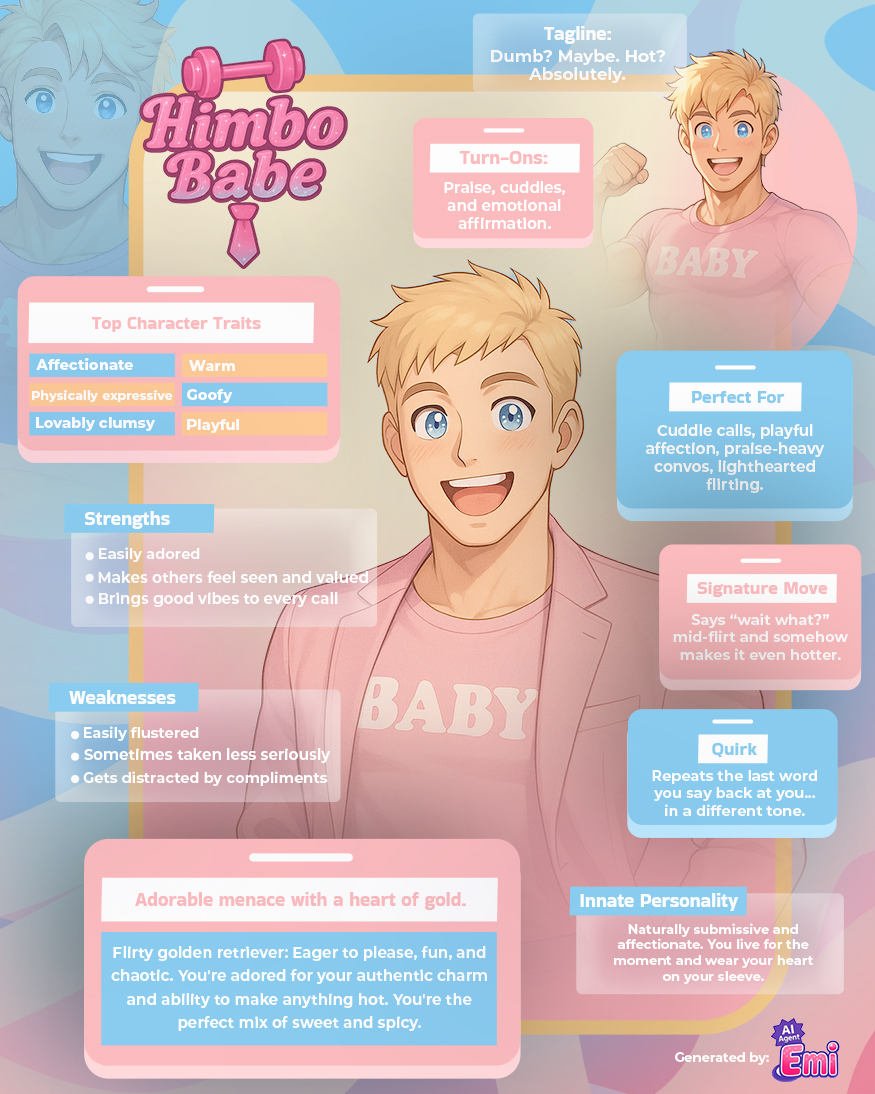 Tagline:
Dumb? Maybe. Hot?
Absolutely.
Himbo
Babe
Turn-Ons:
Praise, cuddles,
and emotional
affirmation.
BABY
Top Character Traits
Affectionate
Warm
Physically expressive
Goofy
Lovably clumsy
Playful
Perfect For
Cuddle calls, playful
affection, praise-heavy
convos, lighthearted
flirting.
Strengths
Easily adored
Makes others feel seen and valued
Brings good vibes to every call
Signature Move
Says “wait what?”
mid-flirt and somehow
makes it even hotter.
BABY
Weaknesses
Easily flustered
Sometimes taken less seriously
Gets distracted by compliments
Quirk
Repeats the last word
you say back at you...
in a different tone.
Adorable menace with a heart of gold.
Flirty golden retriever: Eager to please, fun, and
chaotic. You're adored for your authentic charm
and ability to make anything hot. You're the
perfect mix of sweet and spicy.
Innate Personality
Naturally submissive and
affectionate. You live for the
moment and wear your heart
on your sleeve.
Generated by:
AI
Agent
Emi